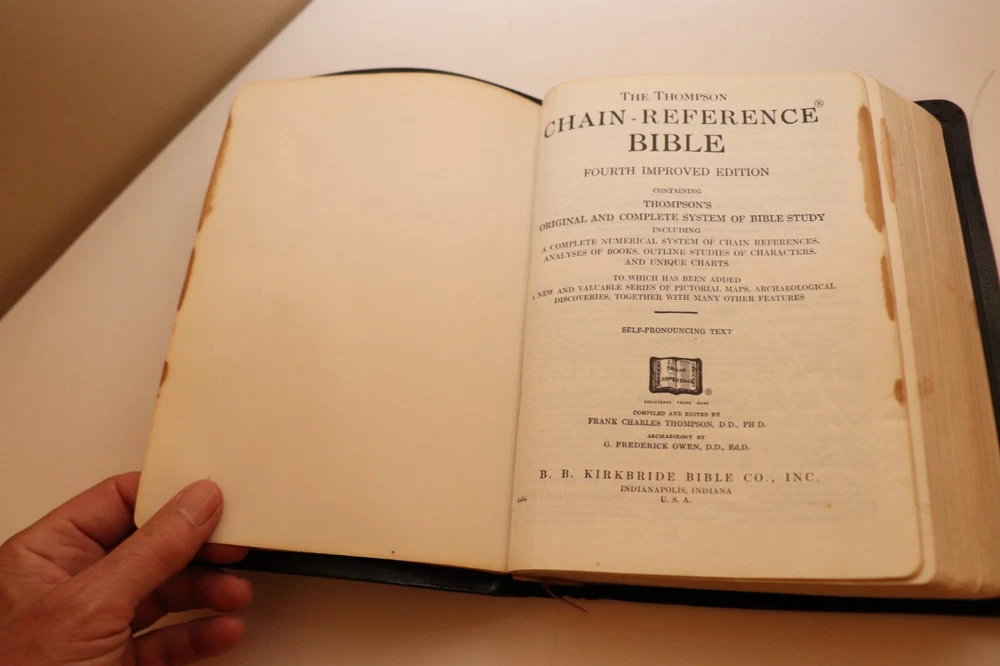 The Thompson
CHAIN-REFERENCE®
BIBLE
FOURTH IMPROVED EDITION
CONTAINING
THOMPSON'S
ORIGINAL AND COMPLETE SYSTEM OF BIBLE STUDY
INCLUDING
A COMPLETE NUMERICAL SYSTEM OF CHAIN REFERENCES,
ANALYSES OF BOOKS, OUTLINE STUDIES OF CHARACTERS,
AND UNIQUE CHARTS
TO WHICH HAS BEEN ADDED
A NEW AND VALUABLE SERIES OF PICTORIAL MAPS, ARCHAEOLOGICAL
DISCOVERIES, TOGETHER WITH MANY OTHER FEATURES
SELF-PRONOUNCING TEXT
CHAIN
REFERENCE
®
REGISTERED TRADE MARK
COMPILED AND EDITED BY
FRANK CHARLES THOMPSON, D.D., PH.D.
ARCHAEOLOGY BY
G. FREDERICK OWEN, D.D., Ed.D.
B. B. KIRKBRIDE BIBLE CO., INC.
INDIANAPOLIS, INDIANA
U. S. A.